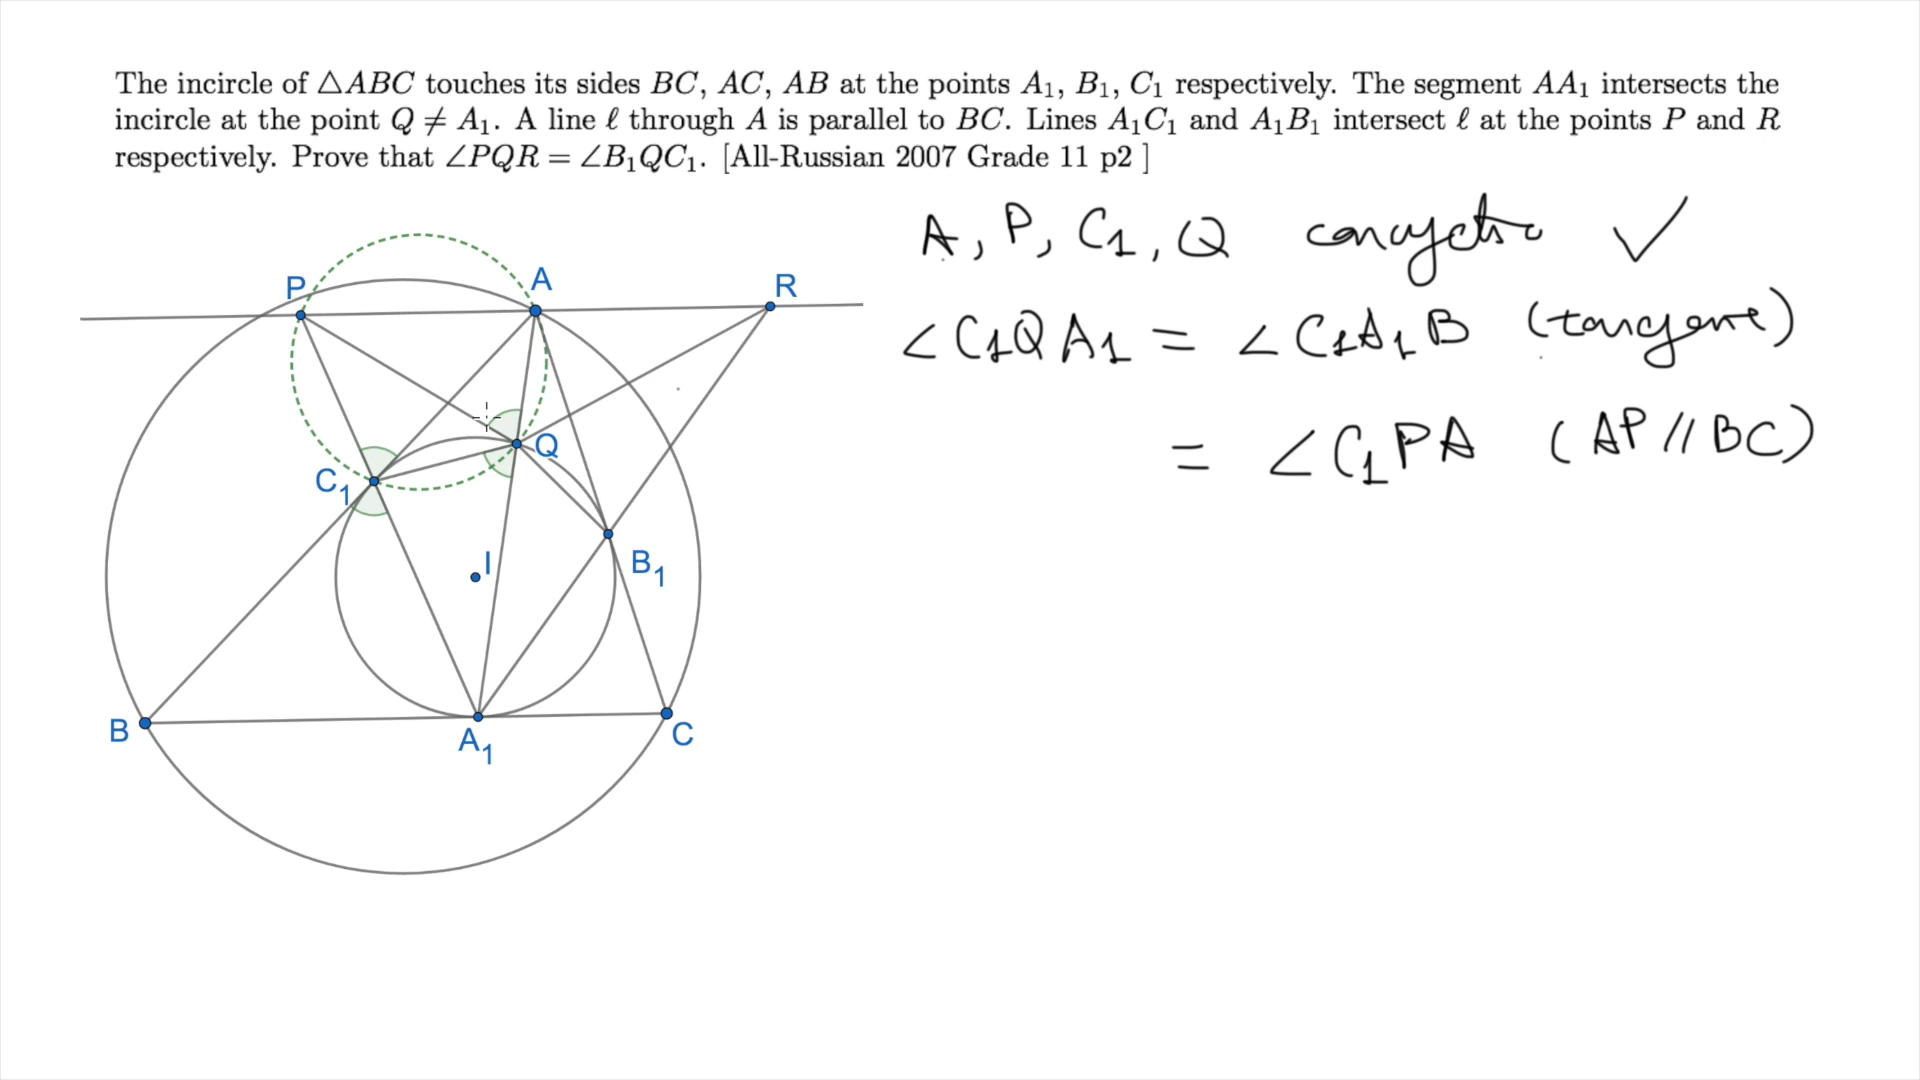 The incircle of △ABC touches its sides BC, AC, AB at the points A₁, B₁, C₁ respectively. The segment AA₁ intersects the
incircle at the point Q ≠ A₁. A line ℓ through A is parallel to BC. Lines A₁C₁ and A₁B₁ intersect ℓ at the points P and R
respectively. Prove that ∠PQR = ∠B₁QC₁. [All-Russian 2007 Grade 11 p2 ]
A, P, C₁, Q concyclic ✓
∠C₁QA₁ = ∠C₁A₁B (tangent)
= ∠C₁PA (AP // BC)
P
A
R
Q
C₁
I
B₁
B
A₁
C